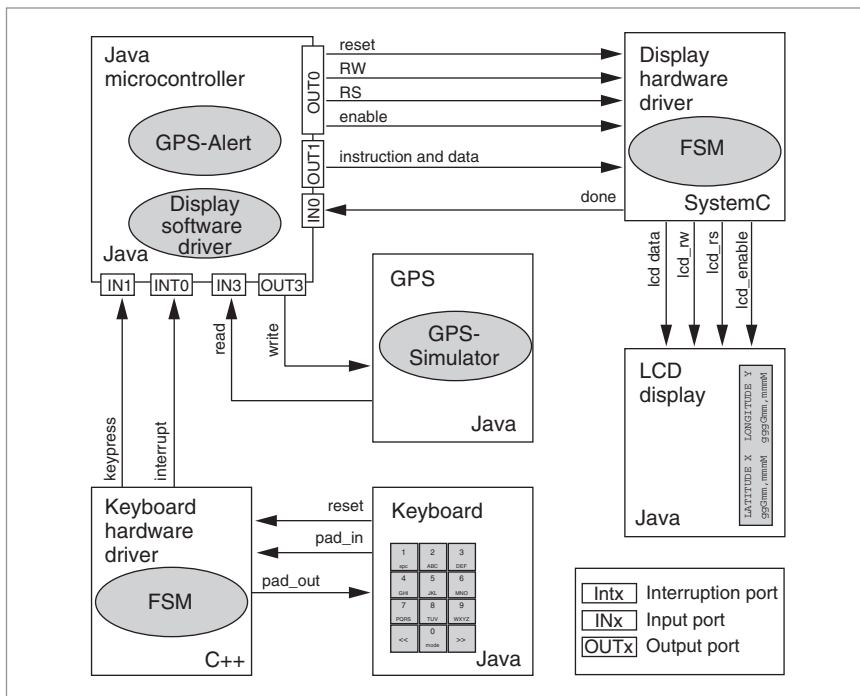 Java
microcontroller
GPS-Alert
Display
software
driver
Java
OUT0
OUT1
IN0
IN1
INT0
IN3
OUT3
reset
RW
RS
enable
instruction and data
done
Display
hardware
driver
FSM
SystemC
lcd data
lcd_rw
lcd_rs
lcd_enable
read
write
GPS
GPS-
Simulator
Java
LCD
display
LATITUDE X LONGITUDE Y
ggGmm,mmmM gggGmm,mmmM
Java
keypress
interrupt
Keyboard
hardware
driver
FSM
C++
reset
pad_in
pad_out
Keyboard
1 2 3
spc ABC DEF
4 5 6
GHI JKL MNO
7 8 9
PQRS TUV WXYZ
<< 0 >>
mode
Java
Intx Interruption port
INx Input port
OUTx Output port